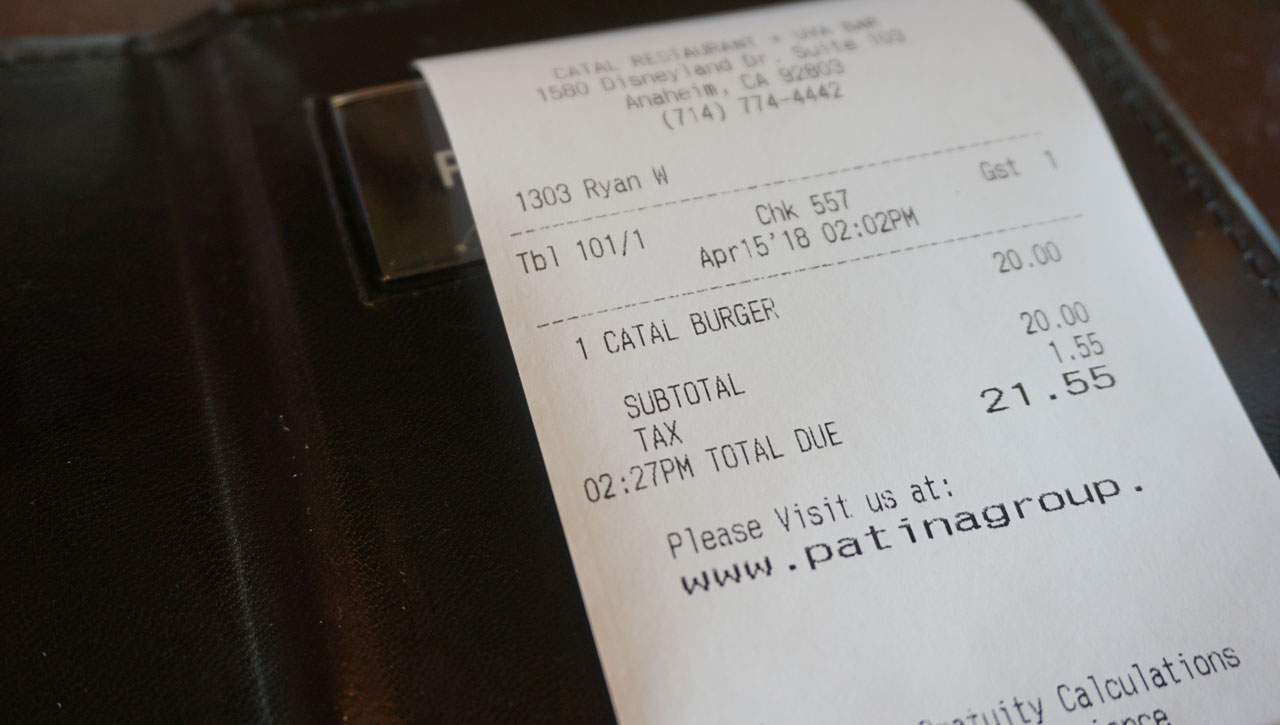 CATAL RESTAURANT + UVA BAR
1580 Disneyland Dr. Suite 103
Anaheim, CA 92803
(714) 774-4442
1303 Ryan W
Chk 557 Gst 1
Tbl 101/1
Apr15'18 02:02PM
1 CATAL BURGER 20.00
SUBTOTAL 20.00
TAX 1.55
02:27PM TOTAL DUE 21.55
Please Visit us at:
www.patinagroup.
Calculations